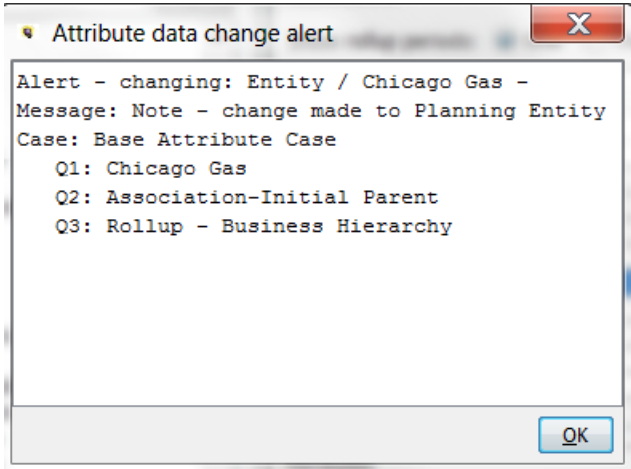 Attribute data change alert
Alert - changing: Entity / Chicago Gas -
Message: Note - change made to Planning Entity
Case: Base Attribute Case
Q1: Chicago Gas
Q2: Association-Initial Parent
Q3: Rollup - Business Hierarchy
OK